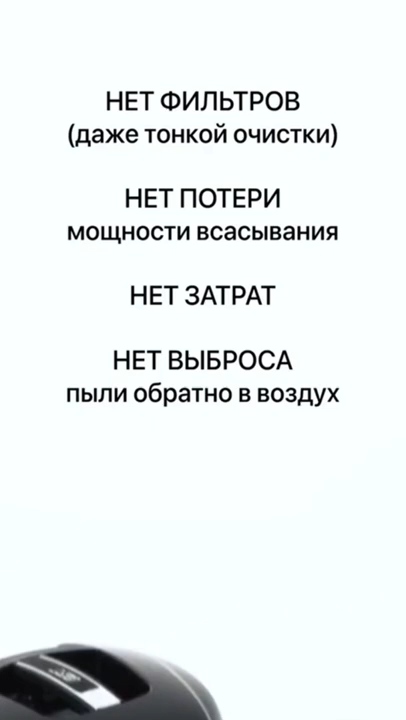 НЕТ ФИЛЬТРОВ
(даже тонкой очистки)
НЕТ ПОТЕРИ
мощности всасывания
НЕТ ЗАТРАТ
НЕТ ВЫБРОСА
пыли обратно в воздух